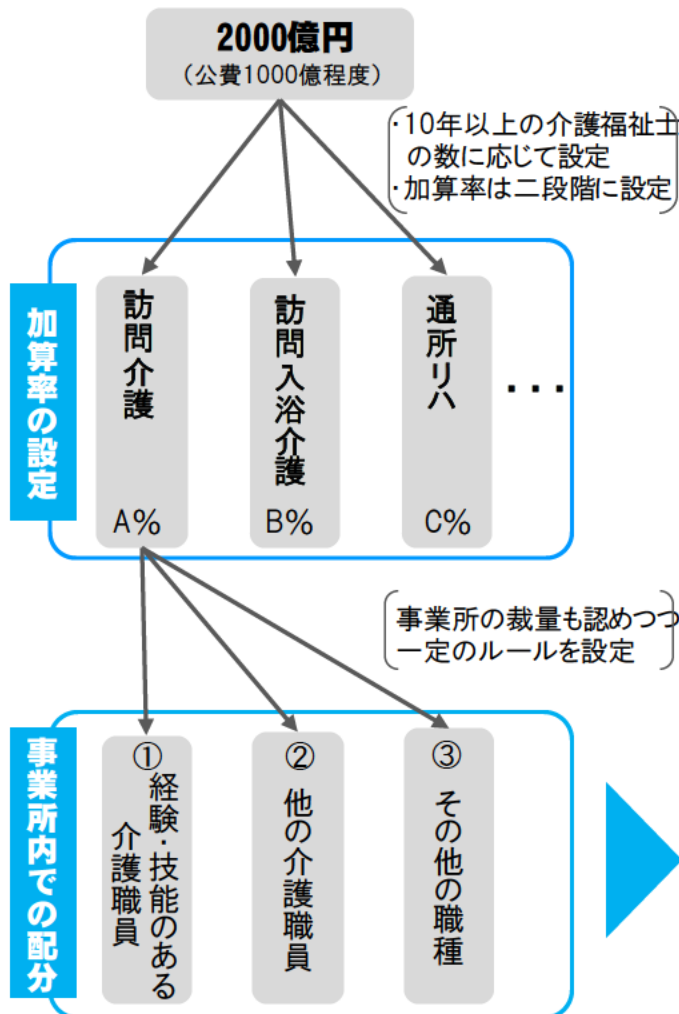 2000億円
（公費1000億程度）
・10年以上の介護福祉士
の数に応じて設定
・加算率は二段階に設定
加算率の設定
訪問介護
A%
訪問入浴介護
B%
通所リハ
C%
・・・
事業所の裁量も認めつつ
一定のルールを設定
事業所内での配分
①
経験・技能のある
介護職員
②
他の介護職員
③
その他の職種